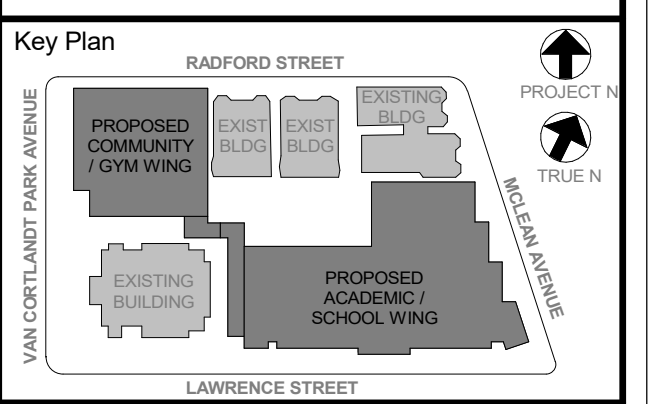 Key Plan
RADFORD STREET
PROJECT N
TRUE N
VAN CORTLANDT PARK AVENUE
PROPOSED
COMMUNITY
/ GYM WING
EXIST
BLDG
EXIST
BLDG
EXISTING
BLDG
MCLEAN AVENUE
EXISTING
BUILDING
PROPOSED
ACADEMIC /
SCHOOL WING
LAWRENCE STREET